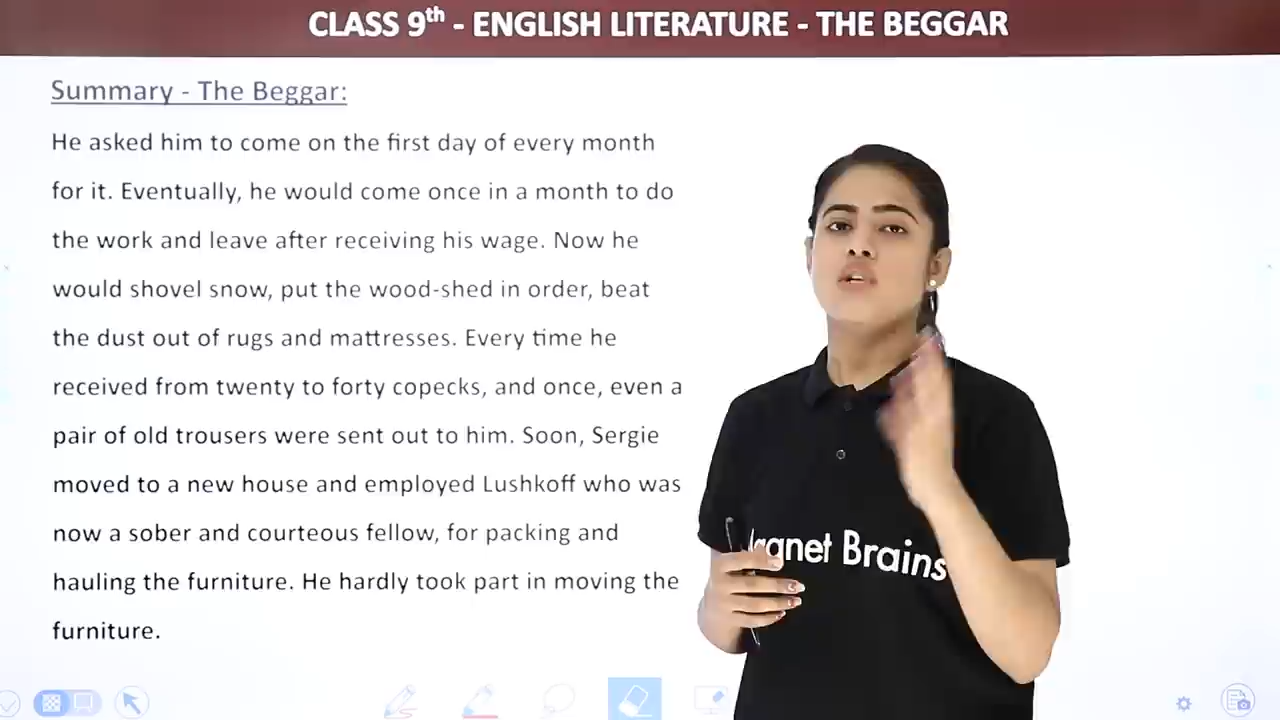 CLASS 9th - ENGLISH LITERATURE - THE BEGGAR
Summary - The Beggar:
He asked him to come on the first day of every month
for it. Eventually, he would come once in a month to do
the work and leave after receiving his wage. Now he
would shovel snow, put the wood-shed in order, beat
the dust out of rugs and mattresses. Every time he
received from twenty to forty copecks, and once, even a
pair of old trousers were sent out to him. Soon, Sergie
moved to a new house and employed Lushkoff who was
now a sober and courteous fellow, for packing and
hauling the furniture. He hardly took part in moving the
furniture.
Brains